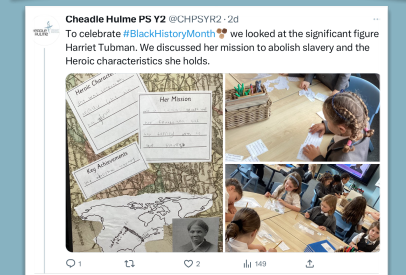 Cheadle Hulme PS Y2 @CHPSYR2 · 2d
To celebrate #BlackHistoryMonth we looked at the significant figure
Harriet Tubman. We discussed her mission to abolish slavery and the
Heroic characteristics she holds.
Heroic Characte
Her Mission
Key Achievements
1
2
149